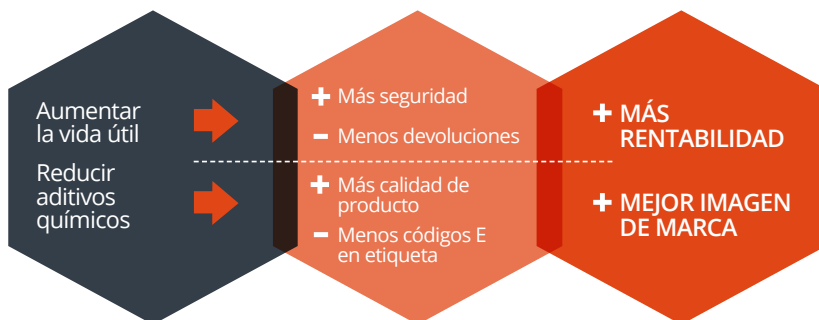 Aumentar
la vida útil
+ Más seguridad
- Menos devoluciones
+ MÁS
RENTABILIDAD
Reducir
aditivos
químicos
+ Más calidad de
producto
- Menos códigos E
en etiqueta
+ MEJOR IMAGEN
DE MARCA